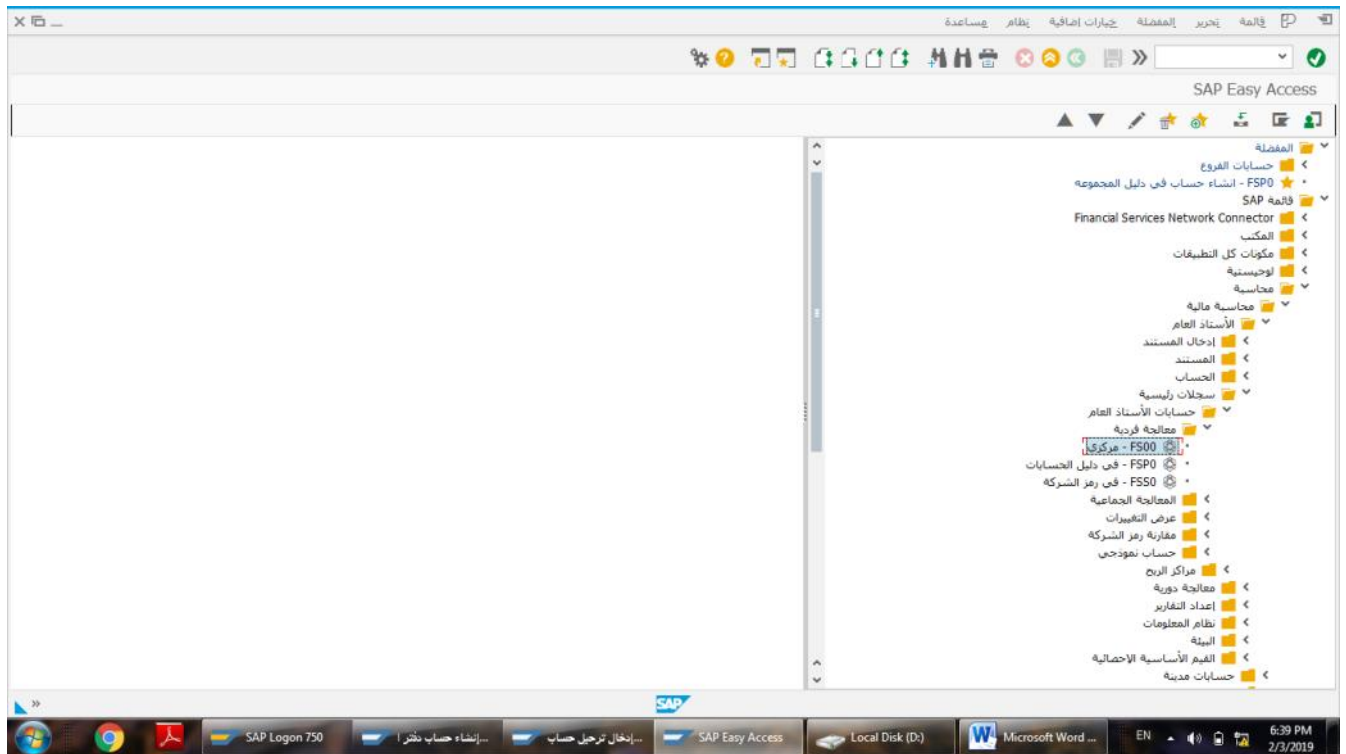 قائمة تحرير المفضلة خيارات إضافية نظام مساعدة
SAP Easy Access
المفضلة
حسابات الفروع
FSP0 - انشاء حساب في دليل المجموعه
قائمة SAP
Financial Services Network Connector
المكتب
مكونات كل التطبيقات
لوجيستية
محاسبة
محاسبة مالية
الأستاذ العام
إدخال المستند
المستند
الحساب
سجلات رئيسية
حسابات الأستاذ العام
معالجة فردية
FS00 - مركزي
FSP0 - في دليل الحسابات
FSS0 - في رمز الشركة
المعالجة الجماعية
عرض التغييرات
مقارنة رمز الشركة
حساب نموذجي
مراكز الربح
معالجة دورية
إعداد التقارير
نظام المعلومات
البيئة
القيم الأساسية الإحصائية
حسابات مدينة
SAP
SAP Logon 750
إنشاء حساب دفتر ا...
إدخال ترحيل حساب...
SAP Easy Access
Local Disk (D:)
Microsoft Word ...
EN
6:39 PM
2/3/2019